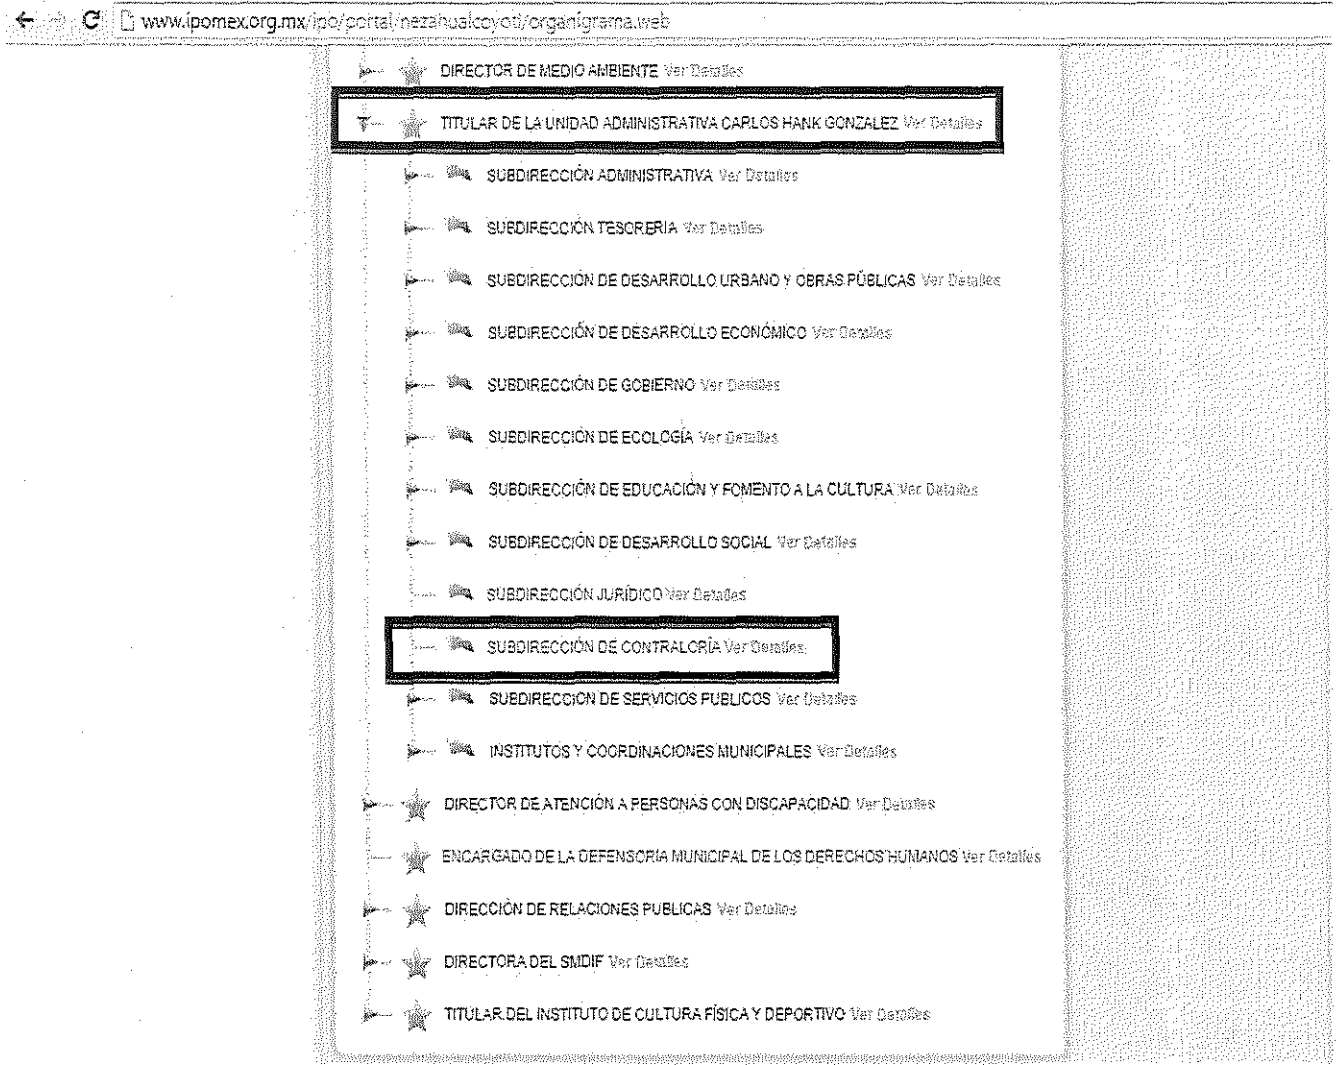 www.ipomex.org.mx/ipo/portal/nezahualcoyotl/organigrama.web
DIRECTOR DE MEDIO AMBIENTE Ver Detalles
TITULAR DE LA UNIDAD ADMINISTRATIVA CARLOS HANK GONZALEZ Ver Detalles
SUBDIRECCIÓN ADMINISTRATIVA Ver Detalles
SUBDIRECCIÓN TESORERIA Ver Detalles
SUBDIRECCIÓN DE DESARROLLO URBANO Y OBRAS PÚBLICAS Ver Detalles
SUBDIRECCIÓN DE DESARROLLO ECONÓMICO Ver Detalles
SUBDIRECCIÓN DE GOBIERNO Ver Detalles
SUBDIRECCIÓN DE ECOLOGÍA Ver Detalles
SUBDIRECCIÓN DE EDUCACIÓN Y FOMENTO A LA CULTURA Ver Detalles
SUBDIRECCIÓN DE DESARROLLO SOCIAL Ver Detalles
SUBDIRECCIÓN JURÍDICO Ver Detalles
SUBDIRECCIÓN DE CONTRALORÍA Ver Detalles
SUBDIRECCIÓN DE SERVICIOS PUBLICOS Ver Detalles
INSTITUTOS Y COORDINACIONES MUNICIPALES Ver Detalles
DIRECTOR DE ATENCIÓN A PERSONAS CON DISCAPACIDAD Ver Detalles
ENCARGADO DE LA DEFENSORÍA MUNICIPAL DE LOS DERECHOS HUMANOS Ver Detalles
DIRECCIÓN DE RELACIONES PUBLICAS Ver Detalles
DIRECTORA DEL SMDIF Ver Detalles
TITULAR DEL INSTITUTO DE CULTURA FÍSICA Y DEPORTIVO Ver Detalles